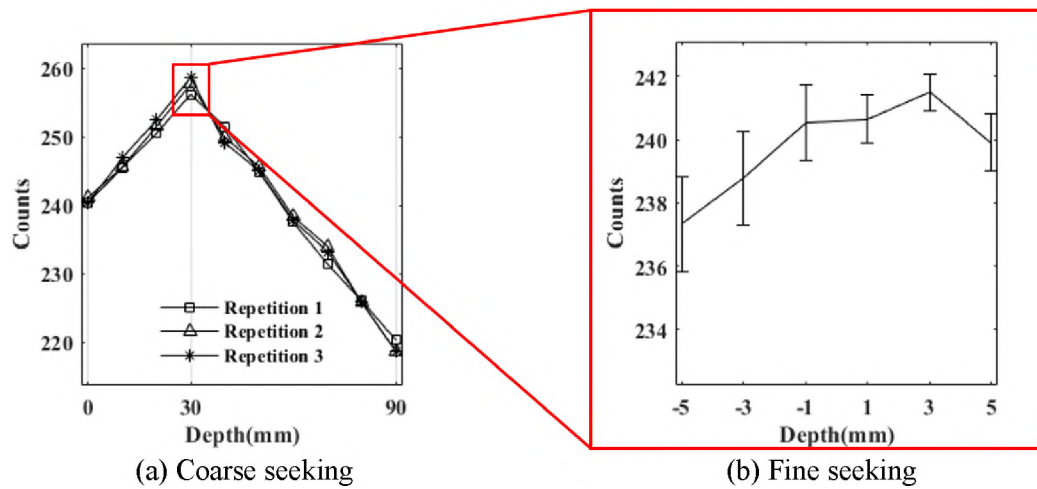 260
250
240
230
220
Counts
Repetition 1
Repetition 2
Repetition 3
0
30
90
Depth(mm)
(a) Coarse seeking
242
240
238
236
234
Counts
-5
-3
-1
1
3
5
Depth(mm)
(b) Fine seeking